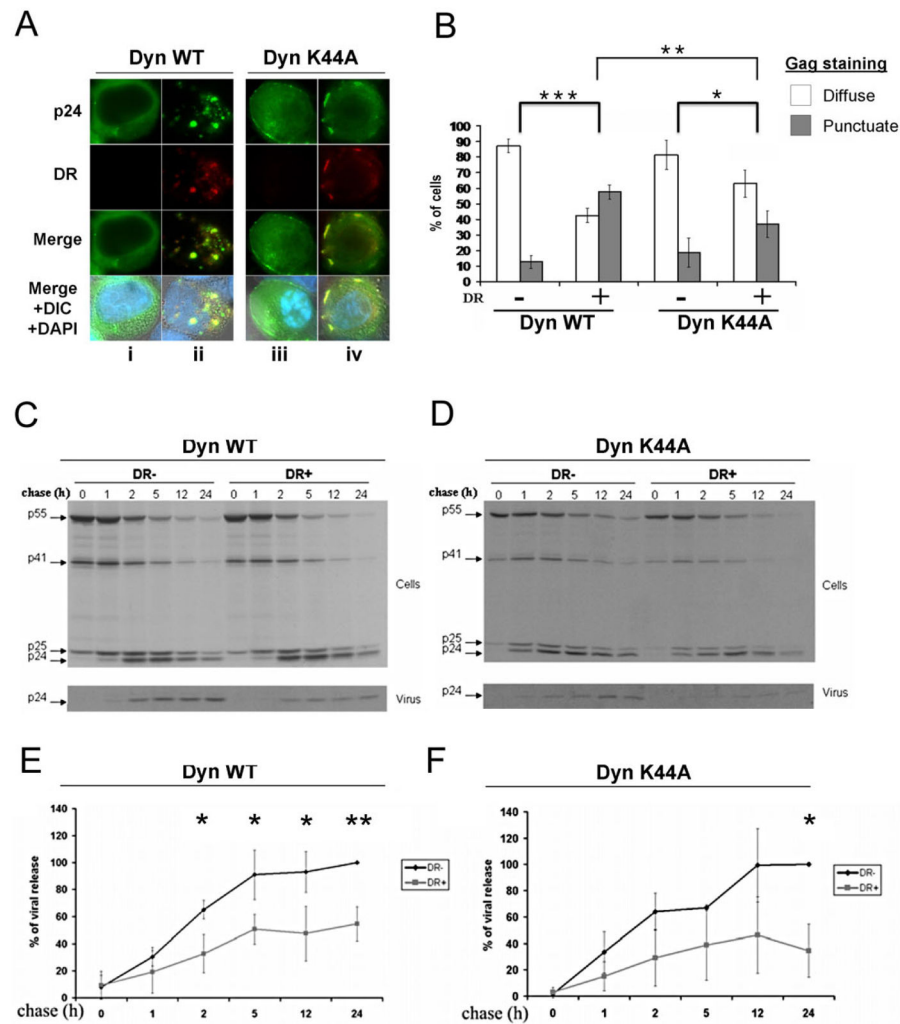 A
Dyn WT
Dyn K44A
p24
DR
Merge
Merge
+DIC
+DAPI
i
ii
iii
iv
B
**
***
*
Gag staining
Diffuse
Punctuate
% of cells
100
90
80
70
60
50
40
30
20
10
0
DR
- + - +
Dyn WT
Dyn K44A
C
Dyn WT
DR-
DR+
chase (h) 0 1 2 5 12 24 0 1 2 5 12 24
p55
p41
Cells
p25
p24
p24
Virus
D
Dyn K44A
DR-
DR+
chase (h) 0 1 2 5 12 24 0 1 2 5 12 24
p55
p41
Cells
p25
p24
p24
Virus
E
Dyn WT
* * * **
% of viral release
140
120
100
80
60
40
20
0
DR-
DR+
chase (h) 0 1 2 5 12 24
F
Dyn K44A
*
% of viral release
140
120
100
80
60
40
20
0
DR-
DR+
chase (h) 0 1 2 5 12 24